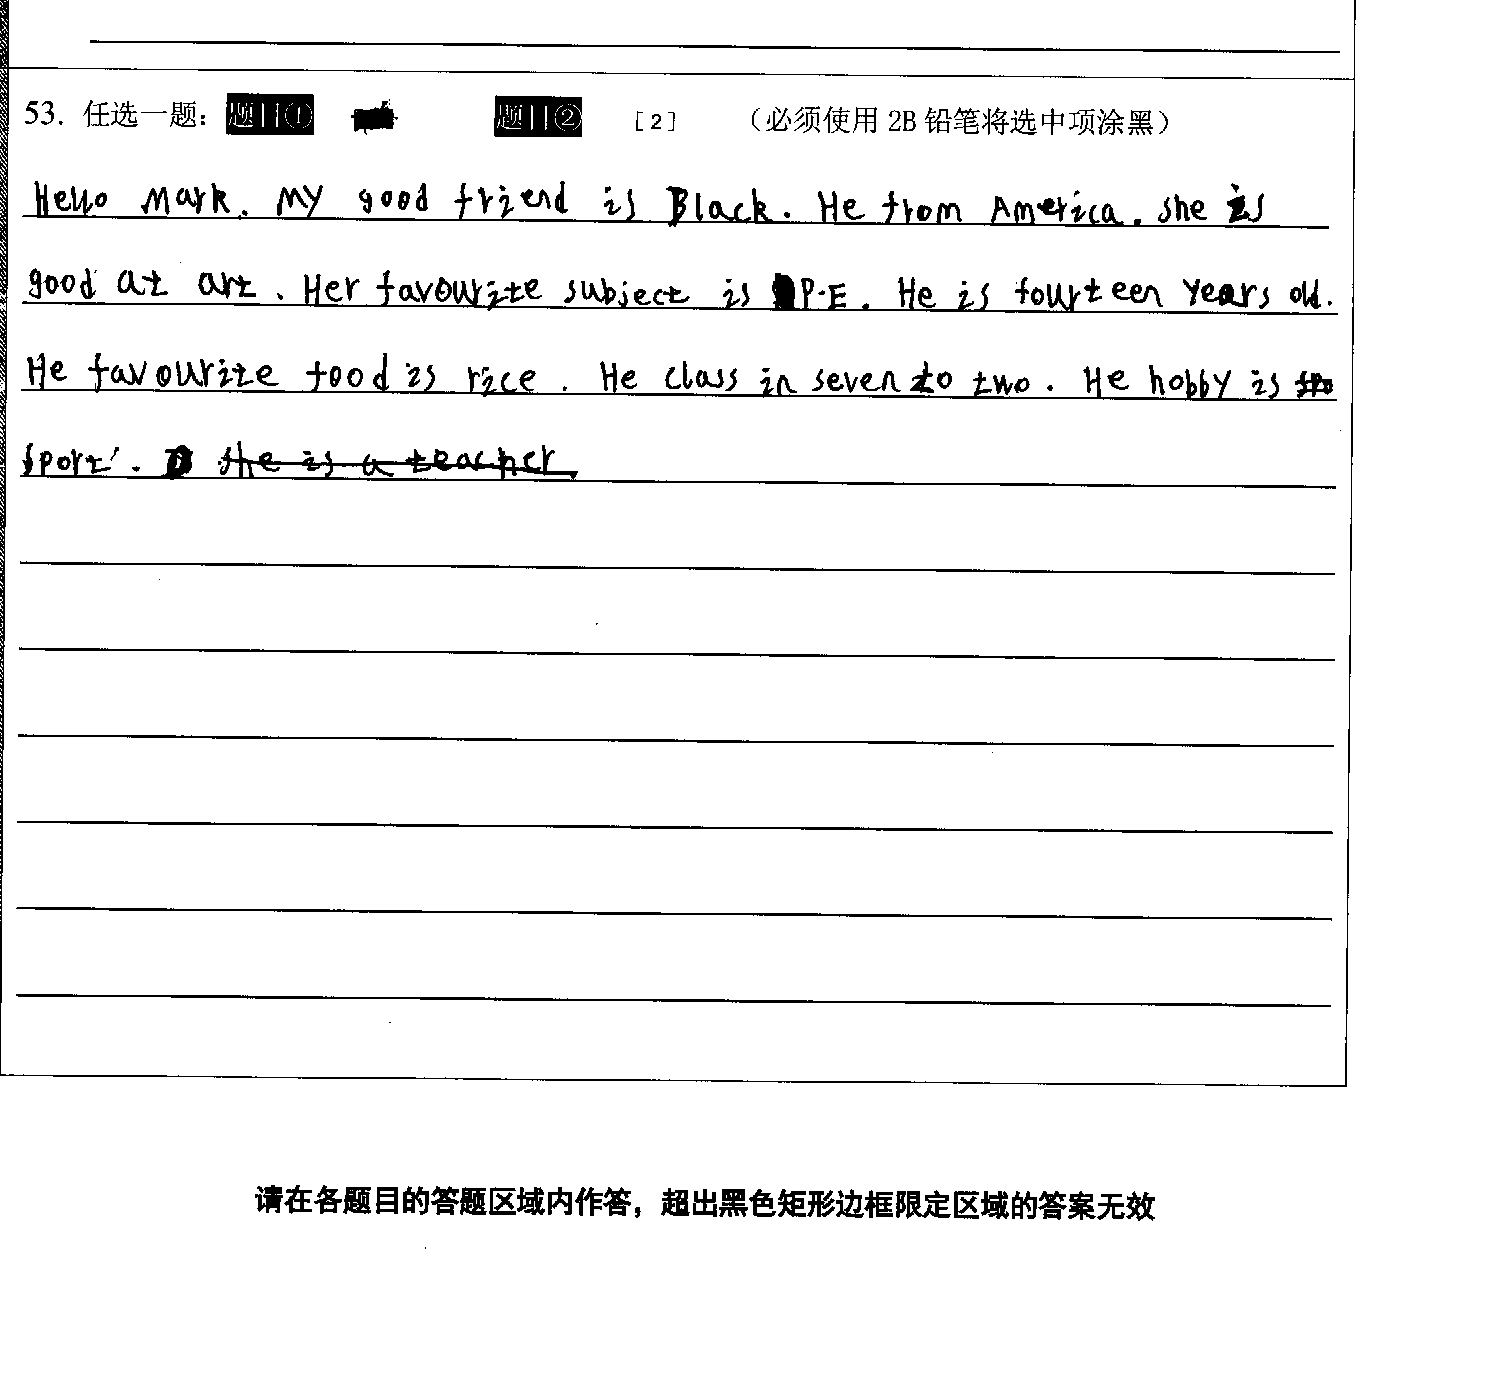 53. 任选一题： 题目① 题目② [2] （必须使用 2B 铅笔将选中项涂黑）
Hello Mark. My good friend is Black. He from America. she is
good at art. Her favourite subject is P.E. He is fourteen years old.
He favourite food is rice. He class in seven to two. He hobby is
sport. she is a teacher
请在各题目的答题区域内作答，超出黑色矩形边框限定区域的答案无效